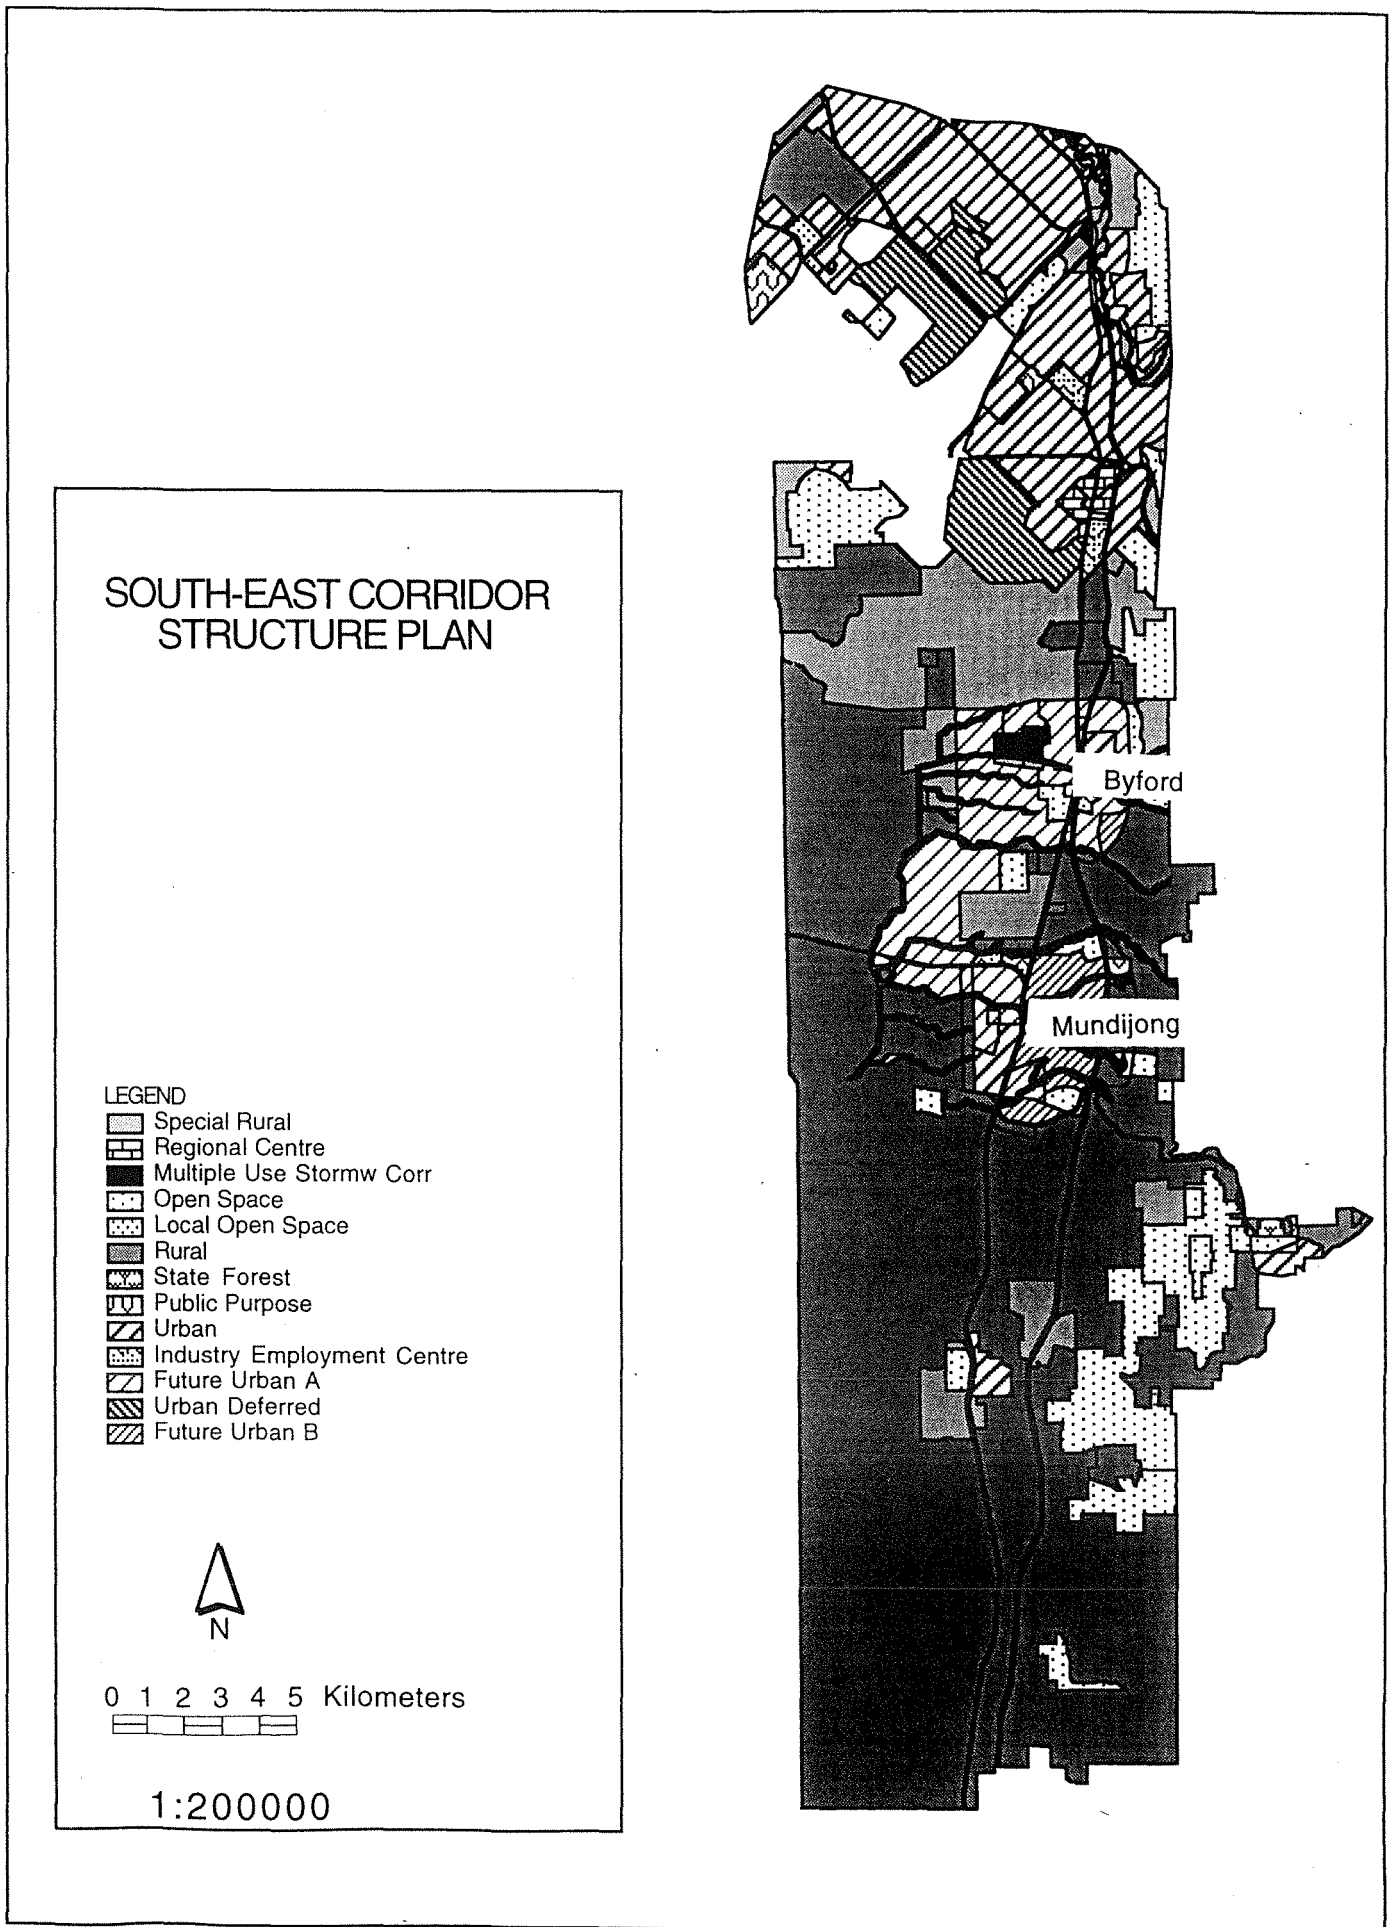 SOUTH-EAST CORRIDOR
STRUCTURE PLAN
LEGEND
Special Rural
Regional Centre
Multiple Use Stormw Corr
Open Space
Local Open Space
Rural
State Forest
Public Purpose
Urban
Industry Employment Centre
Future Urban A
Urban Deferred
Future Urban B
N
0 1 2 3 4 5 Kilometers
1:200000
Byford
Mundijong